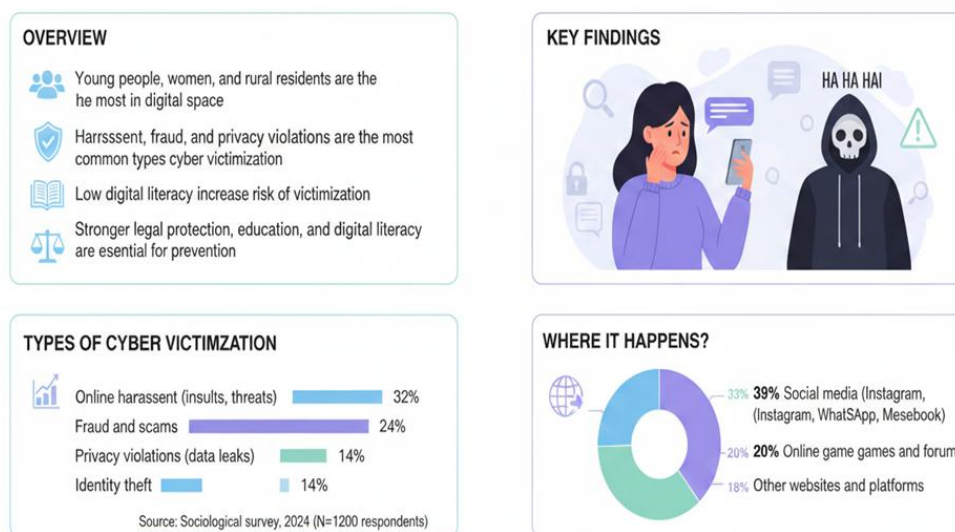 OVERVIEW
Young people, women, and rural residents are the
he most in digital space
Harrsssent, fraud, and privacy violations are the most
common types cyber victimization
Low digital literacy increase risk of victimization
Stronger legal protection, education, and digital literacy
are esential for prevention
KEY FINDINGS
HA HA HAI
TYPES OF CYBER VICTIMZATION
Online harassent (insults, threats) 32%
Fraud and scams 24%
Privacy violations (data leaks) 14%
Identity theft 14%
Source: Sociological survey, 2024 (N=1200 respondents)
WHERE IT HAPPENS?
33% 39% Social media (Instagram,
(Instagram, WhatSApp, Mesebook)
20% 20% Online game games and forum
18% Other websites and platforms